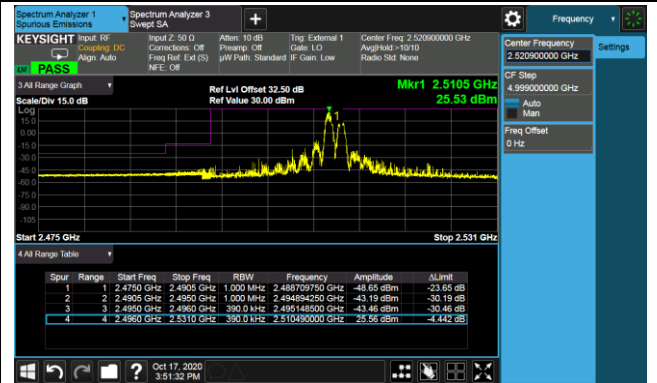 Spectrum Analyzer 1
Spurious Emissions
Spectrum Analyzer 3
Swept SA
Frequency
KEYSIGHT
Input: RF
Coupling: DC
Align: Auto
Input Z: 50 Ω
Corrections: Off
Freq Ref: Ext (S)
NFE: Off
Atten: 10 dB
Preamp: Off
µW Path: Standard
Trig: External 1
Gate: LO
IF Gain: Low
Center Freq: 2.520900000 GHz
Avg|Hold:>10/10
Radio Std: None
PASS
Center Frequency
2.520900000 GHz
Settings
CF Step
4.999000000 GHz
Auto
Man
Freq Offset
0 Hz
3 All Range Graph
Scale/Div 15.0 dB
Ref Lvl Offset 32.50 dB
Ref Value 30.00 dBm
Mkr1 2.5105 GHz
25.53 dBm
Log
15.0
0.00
-15.0
-30.0
-45.0
-60.0
-75.0
-90.0
-105
1
Start 2.475 GHz
Stop 2.531 GHz
4 All Range Table
Spur Range Start Freq Stop Freq RBW Frequency Amplitude ΔLimit
1 1 2.4750 GHz 2.4905 GHz 1.000 MHz 2.488709750 GHz -48.65 dBm -23.65 dB
2 2 2.4905 GHz 2.4950 GHz 1.000 MHz 2.494894250 GHz -43.19 dBm -30.19 dB
3 3 2.4950 GHz 2.4960 GHz 390.0 kHz 2.495148500 GHz -43.46 dBm -30.46 dB
4 4 2.4960 GHz 2.5310 GHz 390.0 kHz 2.510490000 GHz 25.56 dBm -4.442 dB
Oct 17, 2020
3:51:32 PM